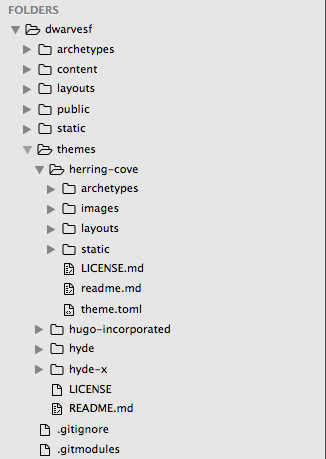 FOLDERS
dwarvesf
archetypes
content
layouts
public
static
themes
herring-cove
archetypes
images
layouts
static
LICENSE.md
readme.md
theme.toml
hugo-incorporated
hyde
hyde-x
LICENSE
README.md
.gitignore
.gitmodules